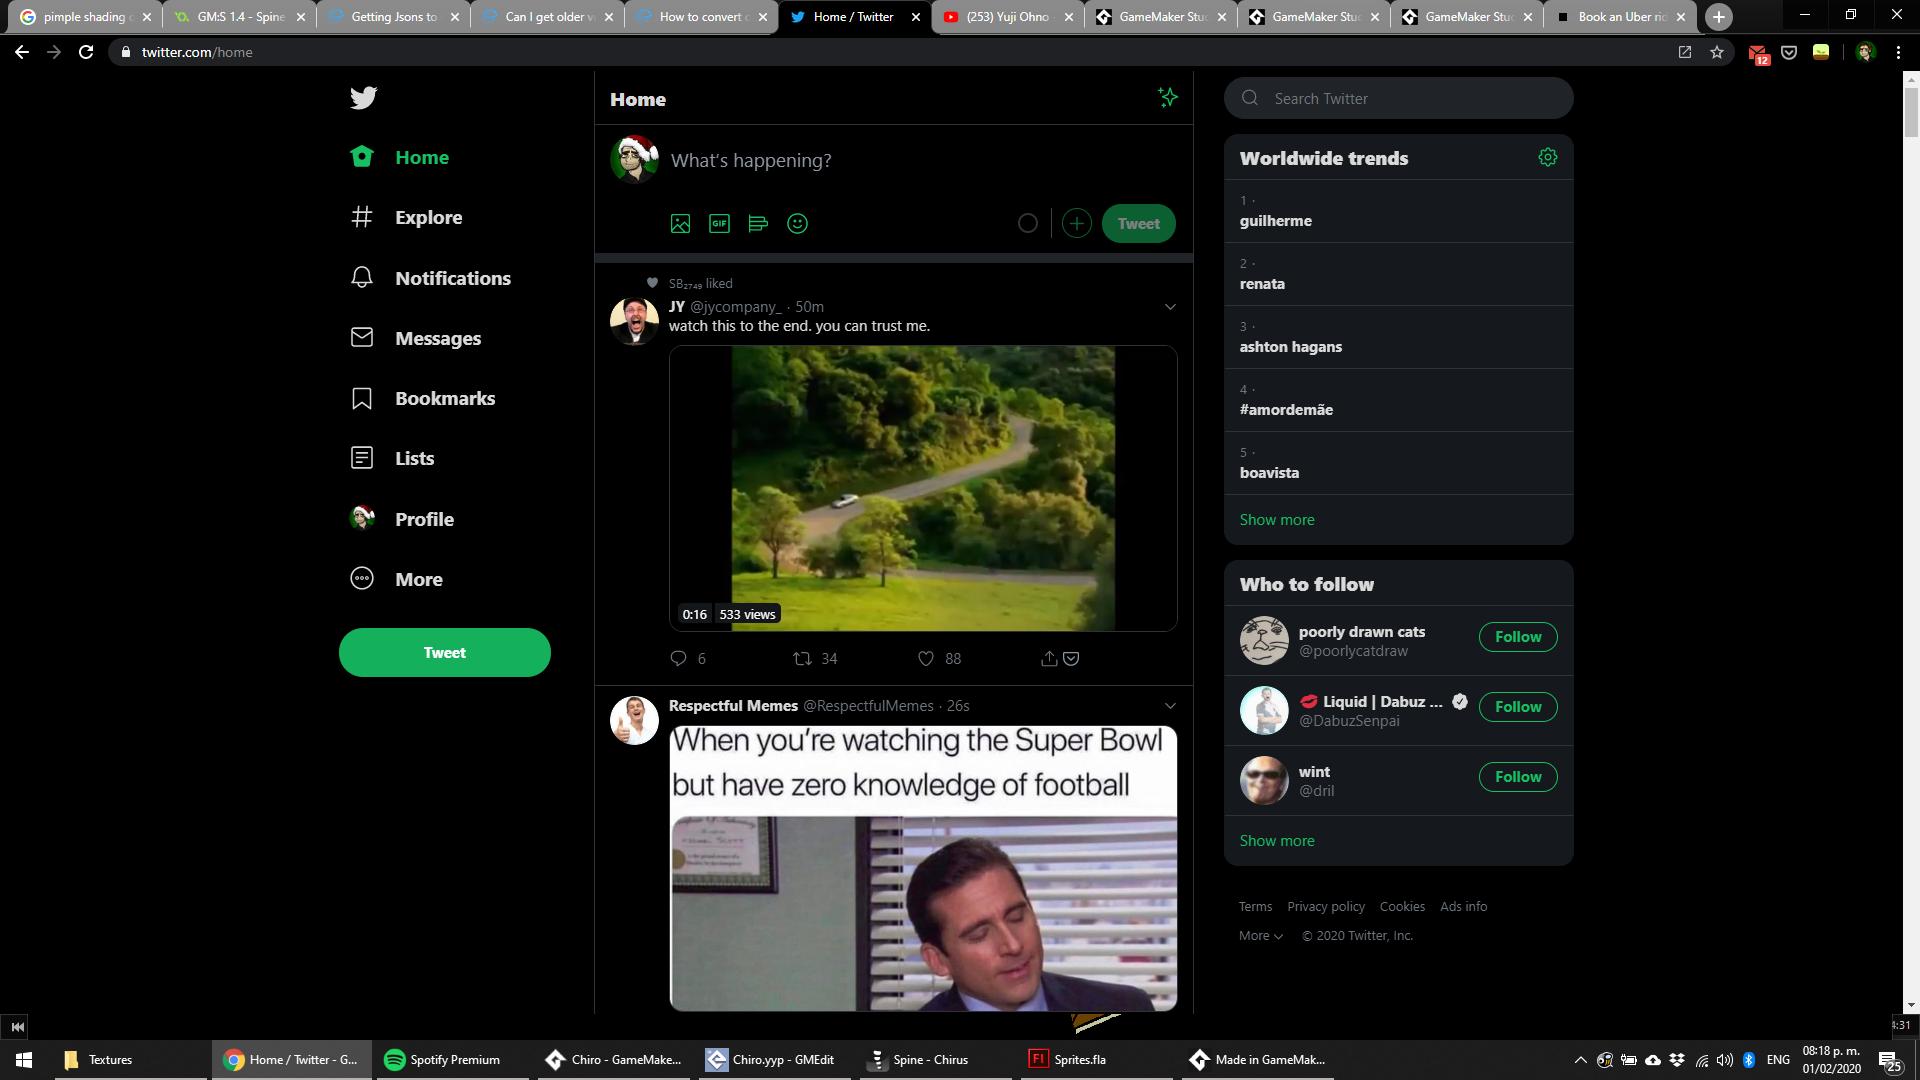 pimple shading
GM:S 1.4 - Spine
Getting Jsons to
Can I get older
How to convert
Home / Twitter
(253) Yuji Ohno
GameMaker Stu
GameMaker Stu
GameMaker Stu
Book an Uber
twitter.com/home
12
Home
Explore
Notifications
Messages
Bookmarks
Lists
Profile
More
Tweet
Home
What's happening?
GIF
Tweet
SB₂₇₄₉ liked
JY @jycompany_ · 50m
watch this to the end. you can trust me.
0:16 533 views
6 34 88
Respectful Memes @RespectfulMemes · 26s
When you're watching the Super Bowl
but have zero knowledge of football
Search Twitter
Worldwide trends
1 ·
guilherme
2 ·
renata
3 ·
ashton hagans
4 ·
#amordemãe
5 ·
boavista
Show more
Who to follow
poorly drawn cats
@poorlycatdraw
Follow
Liquid | Dabuz ...
@DabuzSenpai
Follow
wint
@dril
Follow
Show more
Terms Privacy policy Cookies Ads info
More © 2020 Twitter, Inc.
4:31
Textures
Home / Twitter - G...
Spotify Premium
Chiro - GameMake...
Chiro.yyp - GMEdit
Spine - Chirus
Fl Sprites.fla
Made in GameMak...
ENG
08:18 p. m.
01/02/2020
25